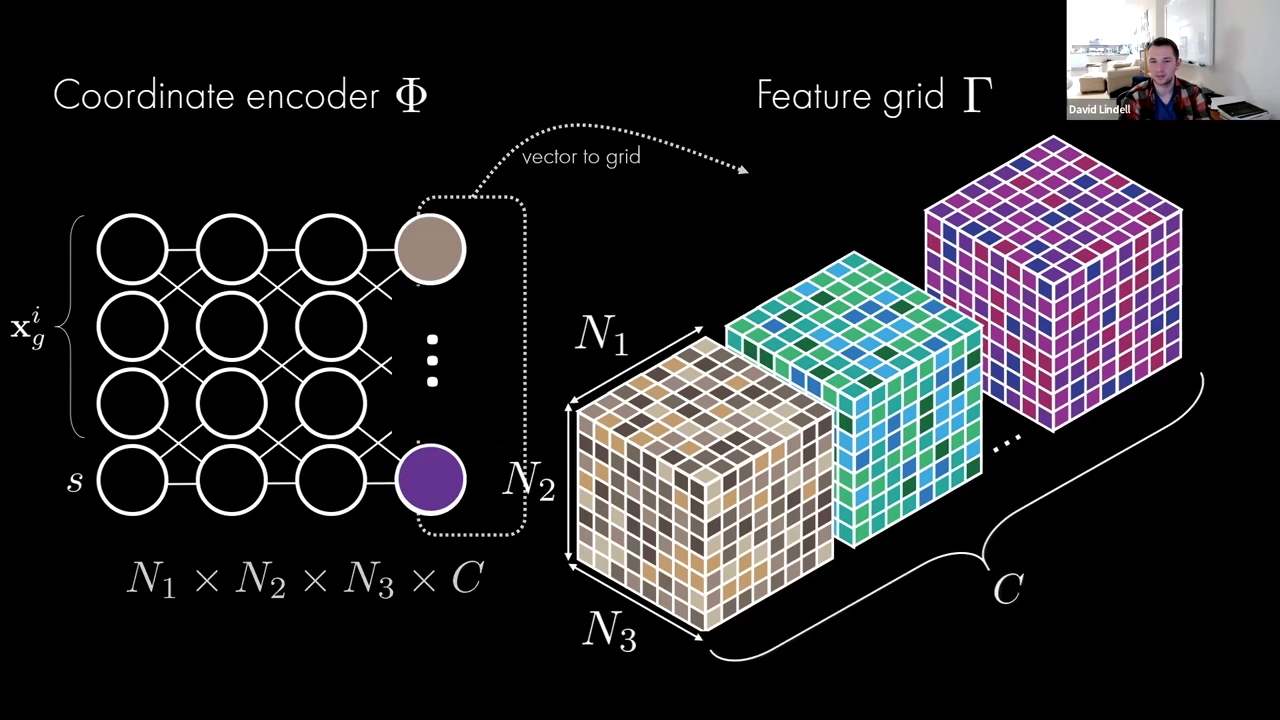 Coordinate encoder Φ
Feature grid Γ
David Lindell
vector to grid
x_g^i
s
N_1 × N_2 × N_3 × C
N_1
N_2
N_3
...
C